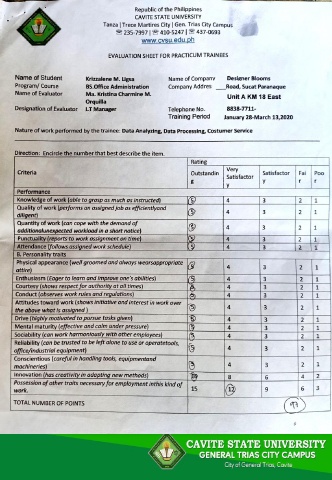 Republic of the Philippines
CAVITE STATE UNIVERSITY
Tanza | Trece Martires City | Gen. Trias City Campus
☏ 235-7997| ☏ 410-5247 | ☏ 437-0693
www.cvsu.edu.ph
EVALUATION SHEET FOR PRACTICUM TRAINEES
Name of Student Krizzalene M. Ligsa Name of Company Designer Blooms
Program/ Course BS.Office Administration Company Addres Road, Sucat Paranaque
Name of Evaluator Ma. Kristina Charmine M. Orquilla Unit A KM 18 East
Designation of Evaluator I.T Manager Telephone No. 8838-7711-
Training Period January 28-March 13,2020
Nature of work performed by the trainee: Data Analyzing, Data Processing, Costumer Service
Direction: Encircle the number that best describe the item.
Criteria Rating
Outstanding Very Satisfactory Satisfactory Fair Poor
Performance
Knowledge of work (able to grasp as much as instructed) 5 4 3 2 1
Quality of work (performs an assigned job as efficientlyand diligent) 5 4 3 2 1
Quantity of work (can cope with the demand of additionalunexpected workload in a short notice) 5 4 3 2 1
Punctuality (reports to work assignment on time) 5 4 3 2 1
Attendance (follows assigned work schedule) 5 4 3 2 1
B. Personality traits
Physical appearance (well groomed and always wearsappropriate attire) 5 4 3 2 1
Enthusiasms (Eager to learn and improve one's abilities) 5 4 3 2 1
Courtesy (shows respect for authority at all times) 5 4 3 2 1
Conduct (observes work rules and regulations) 5 4 3 2 1
Attitudes toward work (shows initiative and interest in work over the above what is assigned ) 5 4 3 2 1
Drive (highly motivated to pursue tasks given) 5 4 3 2 1
Mental maturity (effective and calm under pressure) 5 4 3 2 1
Sociability (can work harmoniously with other employees) 5 4 3 2 1
Reliability (can be trusted to be left alone to use or operatetools, office/industrial equipment) 5 4 3 2 1
Conscientious (careful in handling tools, equipmentand machineries) 5 4 3 2 1
Innovation (has creativity in adapting new methods) 10 8 6 4 2
Possession of other traits necessary for employment inthis kind of work. 15 12 9 6 3
TOTAL NUMBER OF POINTS 97
CAVITE STATE UNIVERSITY
GENERAL TRIAS CITY CAMPUS
City of General Trias, Cavite